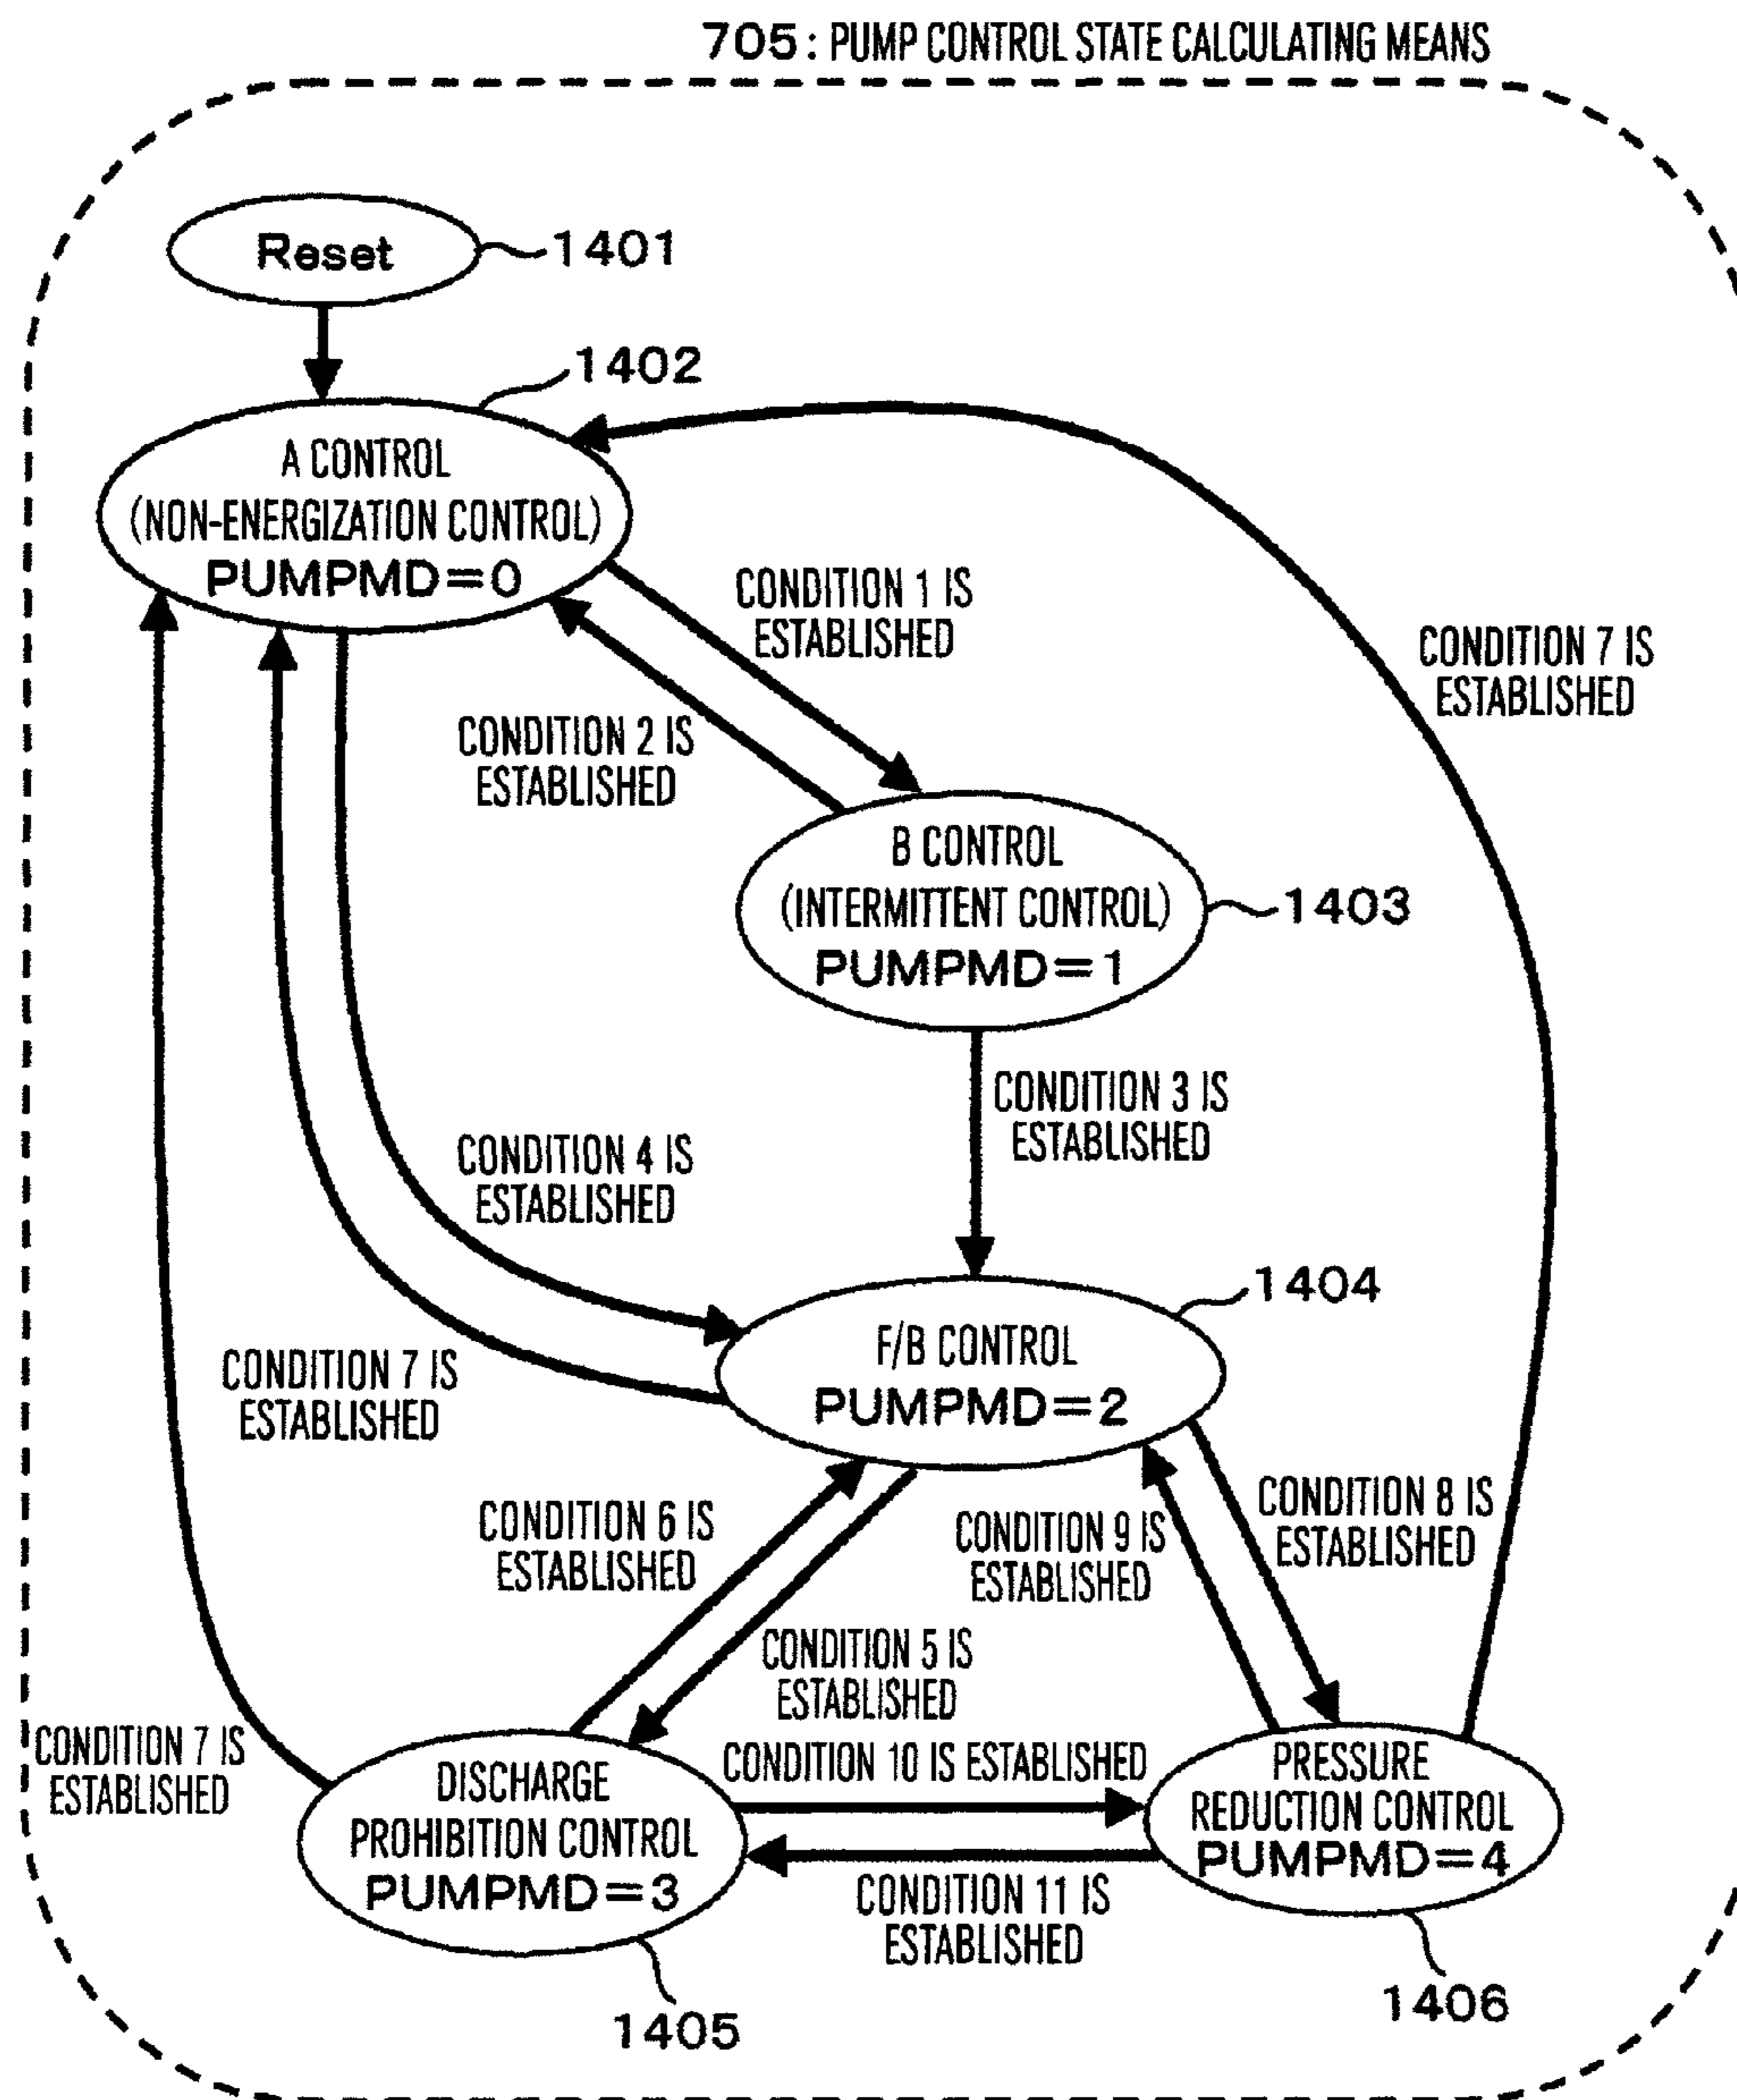 705: PUMP CONTROL STATE CALCULATING MEANS
Reset
1401
1402
A CONTROL
(NON-ENERGIZATION CONTROL)
PUMPMD=0
CONDITION 1 IS
ESTABLISHED
CONDITION 7 IS
ESTABLISHED
CONDITION 2 IS
ESTABLISHED
B CONTROL
(INTERMITTENT CONTROL)
PUMPMD=1
1403
CONDITION 3 IS
ESTABLISHED
CONDITION 4 IS
ESTABLISHED
1404
F/B CONTROL
PUMPMD=2
CONDITION 7 IS
ESTABLISHED
CONDITION 6 IS
ESTABLISHED
CONDITION 9 IS
ESTABLISHED
CONDITION 8 IS
ESTABLISHED
CONDITION 5 IS
ESTABLISHED
CONDITION 7 IS
ESTABLISHED
CONDITION 10 IS ESTABLISHED
DISCHARGE
PROHIBITION CONTROL
PUMPMD=3
PRESSURE
REDUCTION CONTROL
PUMPMD=4
CONDITION 11 IS
ESTABLISHED
1405
1406